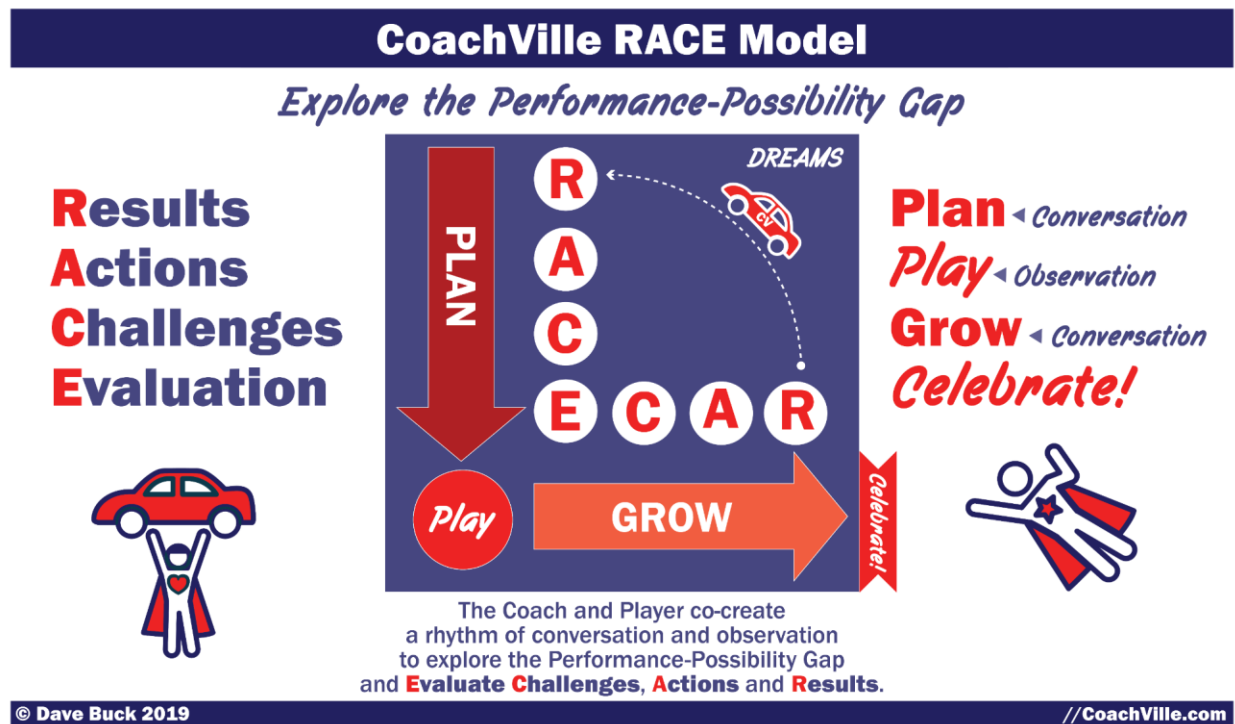 CoachVille RACE Model
Explore the Performance-Possibility Gap
Results
Actions
Challenges
Evaluation
PLAN
R
A
C
E C A R
DREAMS
CV
Play
GROW
Celebrate!
Plan ◄ Conversation
Play ◄ Observation
Grow ◄ Conversation
Celebrate!
The Coach and Player co-create
a rhythm of conversation and observation
to explore the Performance-Possibility Gap
and Evaluate Challenges, Actions and Results.
© Dave Buck 2019
//CoachVille.com